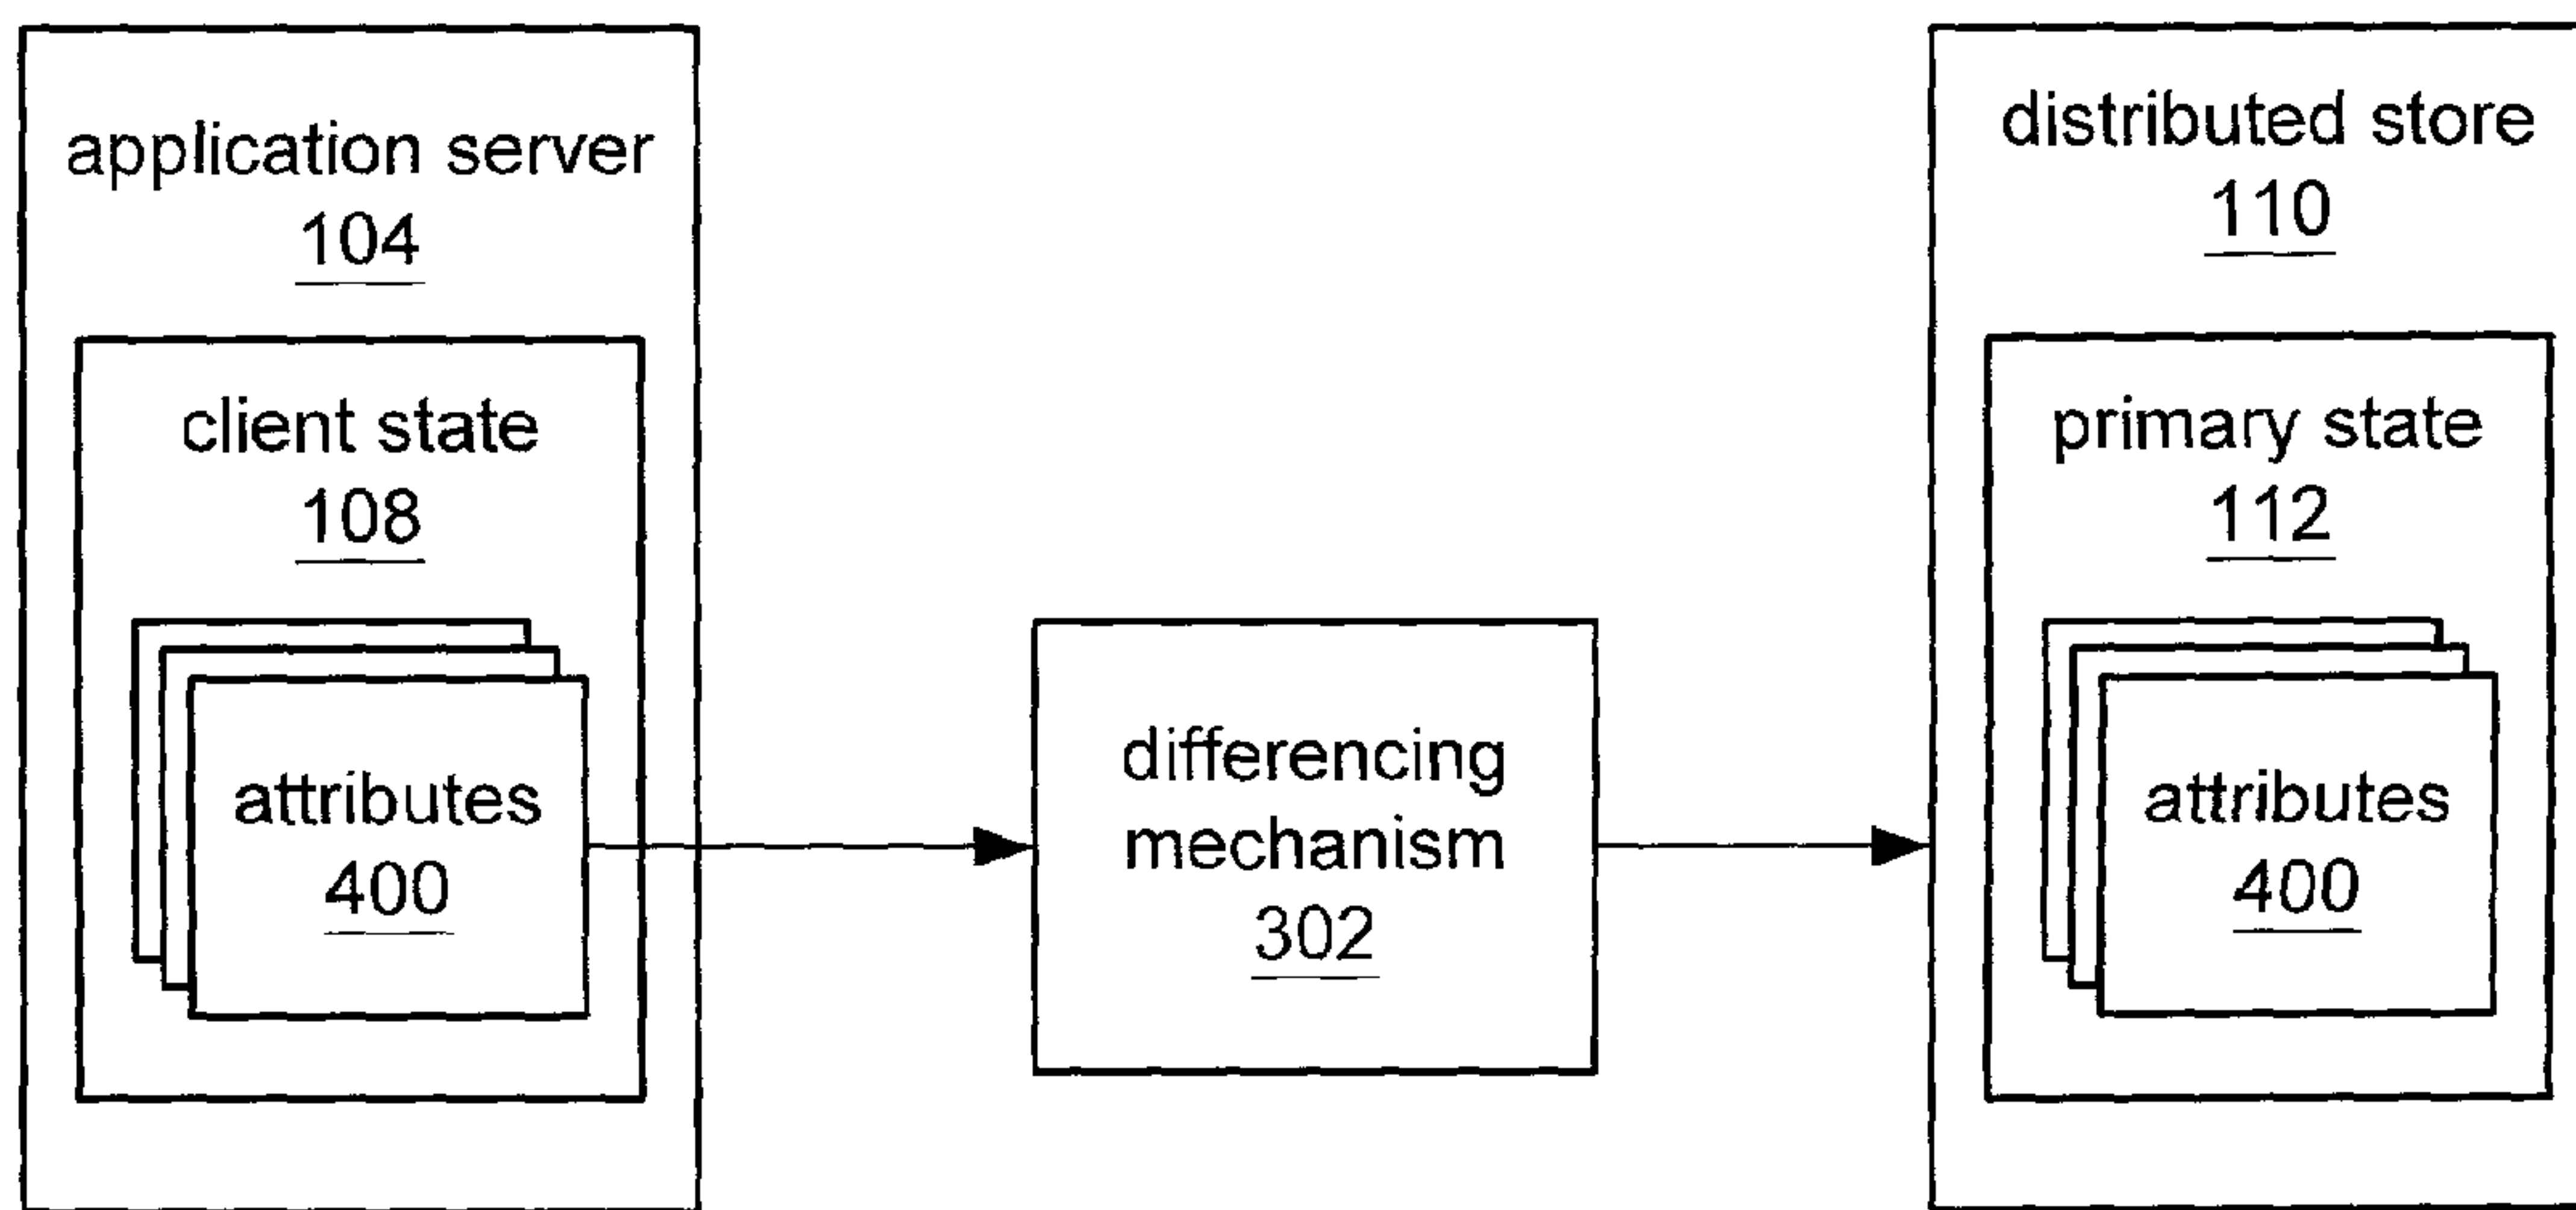 application server
104
client state
108
attributes
400
differencing
mechanism
302
distributed store
110
primary state
112
attributes
400